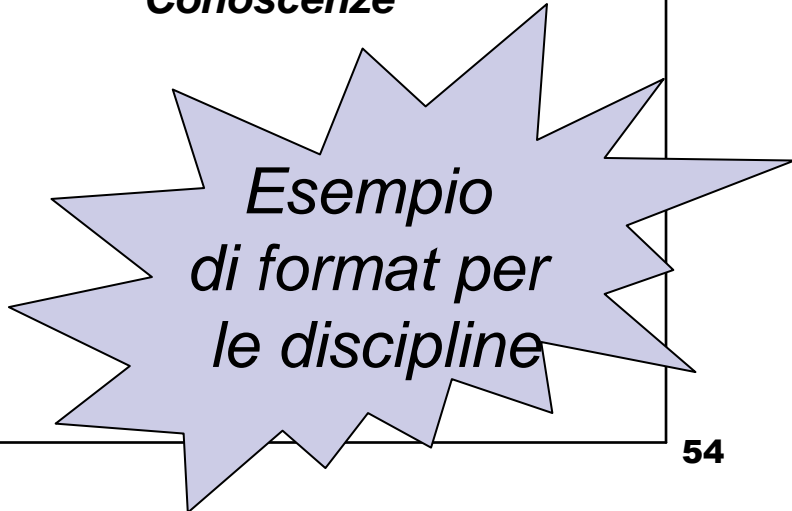 Conoscenze
Esempio
di format per
le discipline
54